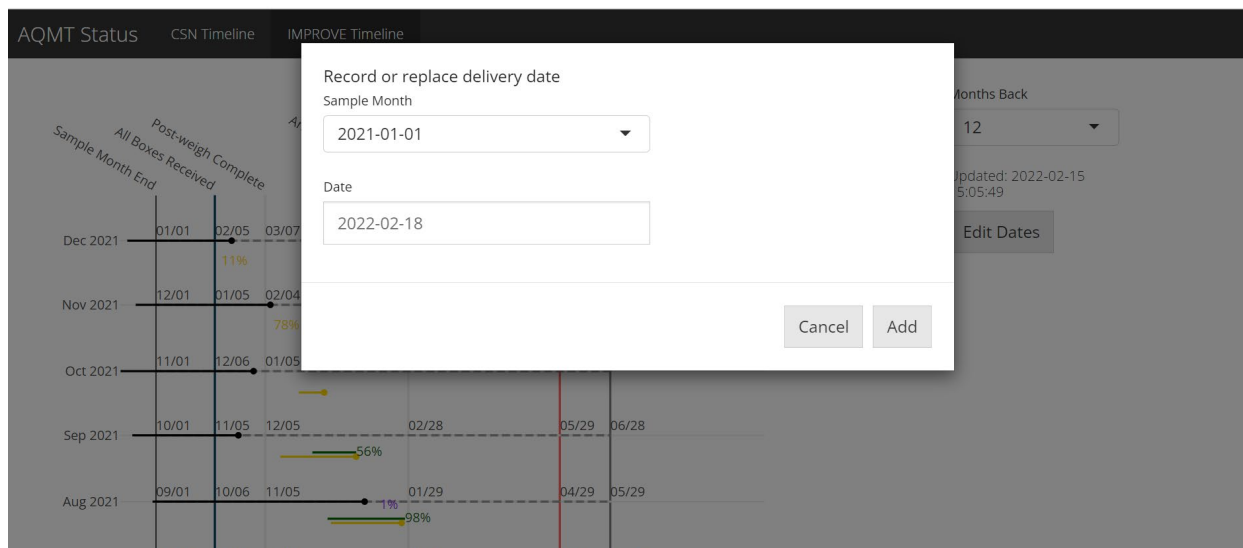 AQMT Status CSN Timeline IMPROVE Timeline
Record or replace delivery date
Sample Month
2021-01-01
Date
2022-02-18
Cancel Add
Months Back
12
Updated: 2022-02-15
5:05:49
Edit Dates
Sample Month End
All Boxes Received
Post-weigh Complete
Dec 2021 01/01 02/05 03/07
11%
Nov 2021 12/01 01/05 02/04
78%
Oct 2021 11/01 12/06 01/05
Sep 2021 10/01 11/05 12/05 02/28 05/29 06/28
56%
Aug 2021 09/01 10/06 11/05 01/29 04/29 05/29
1%
98%